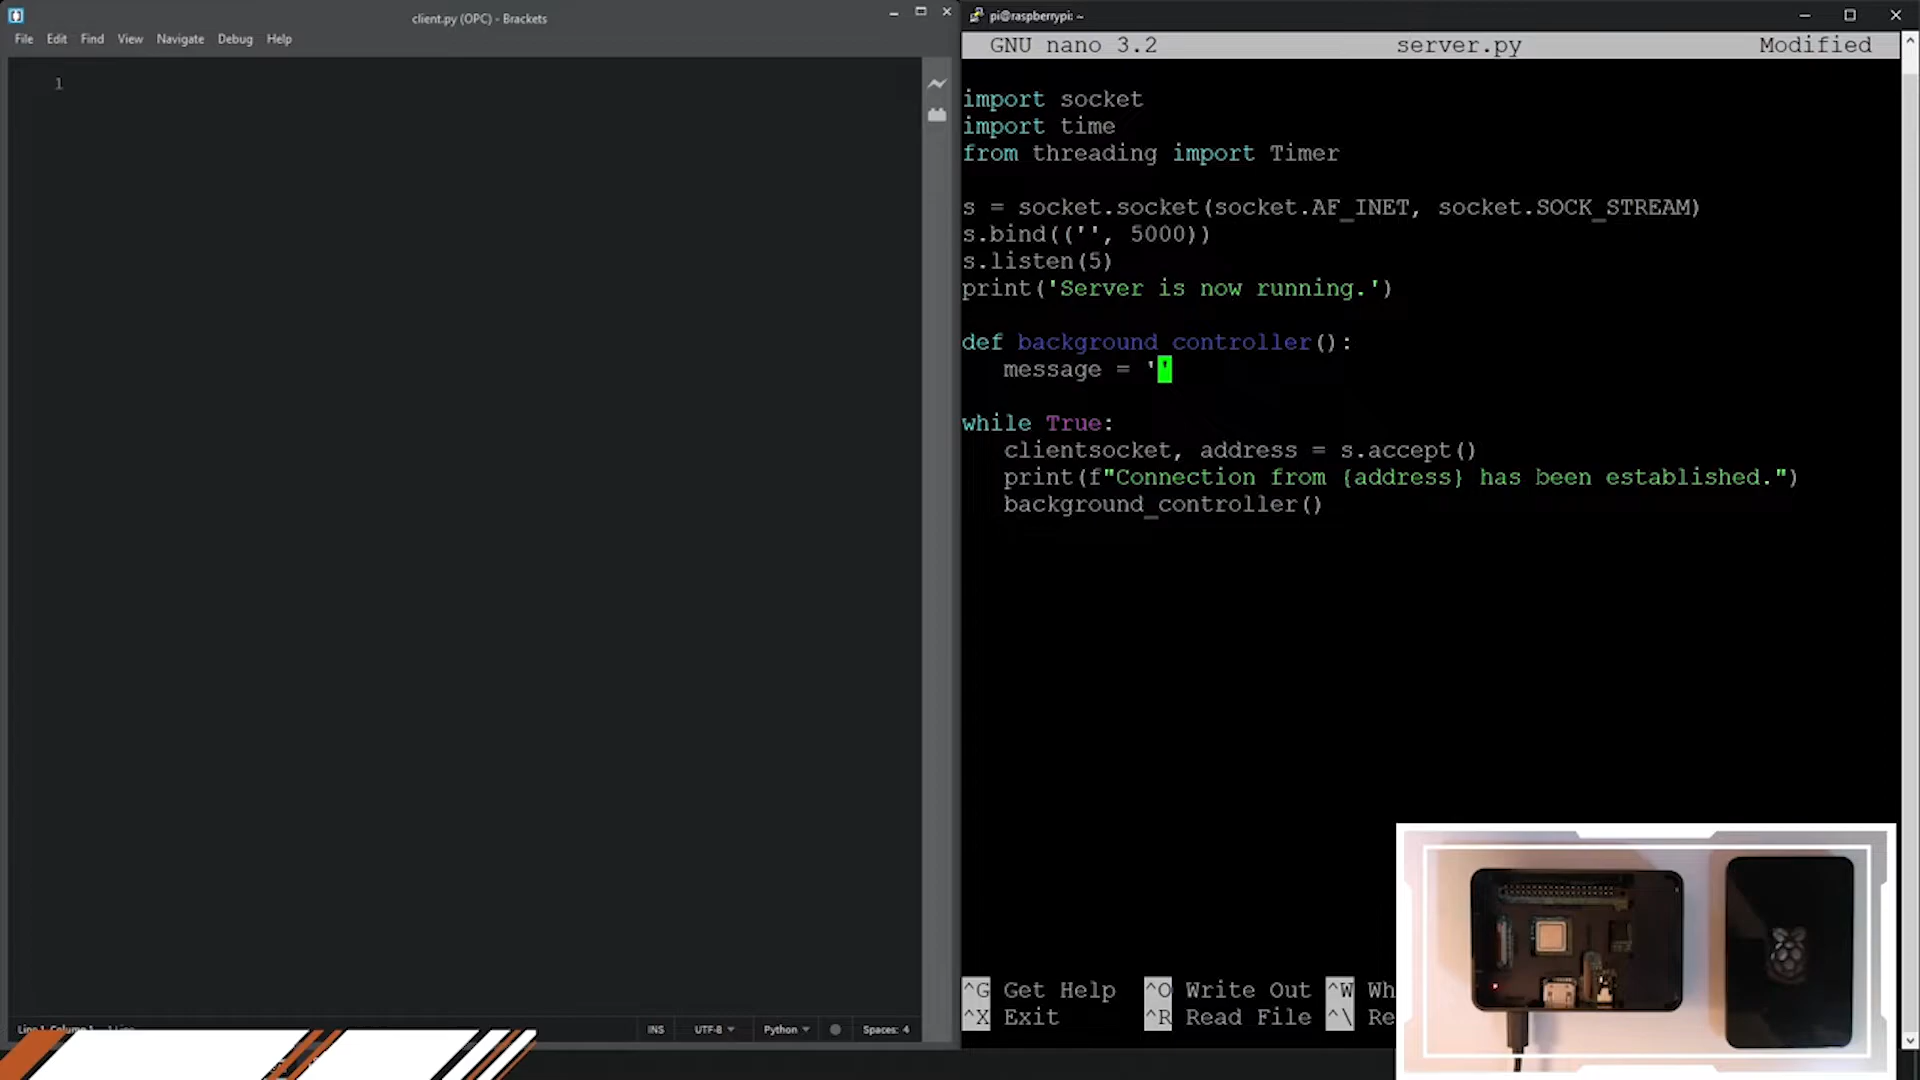 client.py (OPC) - Brackets
File Edit Find View Navigate Debug Help
1
INS UTF-8 Python Spaces: 4
pi@raspberrypi: ~
GNU nano 3.2 server.py Modified
import socket
import time
from threading import Timer
s = socket.socket(socket.AF_INET, socket.SOCK_STREAM)
s.bind(('', 5000))
s.listen(5)
print('Server is now running.')
def background_controller():
message = ''
while True:
clientsocket, address = s.accept()
print(f"Connection from {address} has been established.")
background_controller()
^G Get Help ^O Write Out ^W Wh
^X Exit ^R Read File ^\ Re